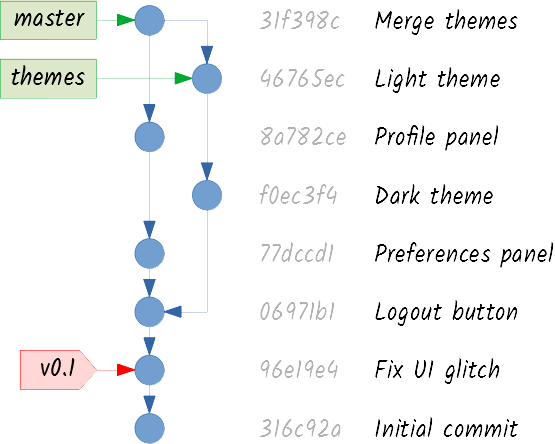 master 31f398c Merge themes
themes 46765ec Light theme
8a782ce Profile panel
f0ec3f4 Dark theme
77dccd1 Preferences panel
06971b1 Logout button
v0.1 96e19e4 Fix UI glitch
316c92a Initial commit